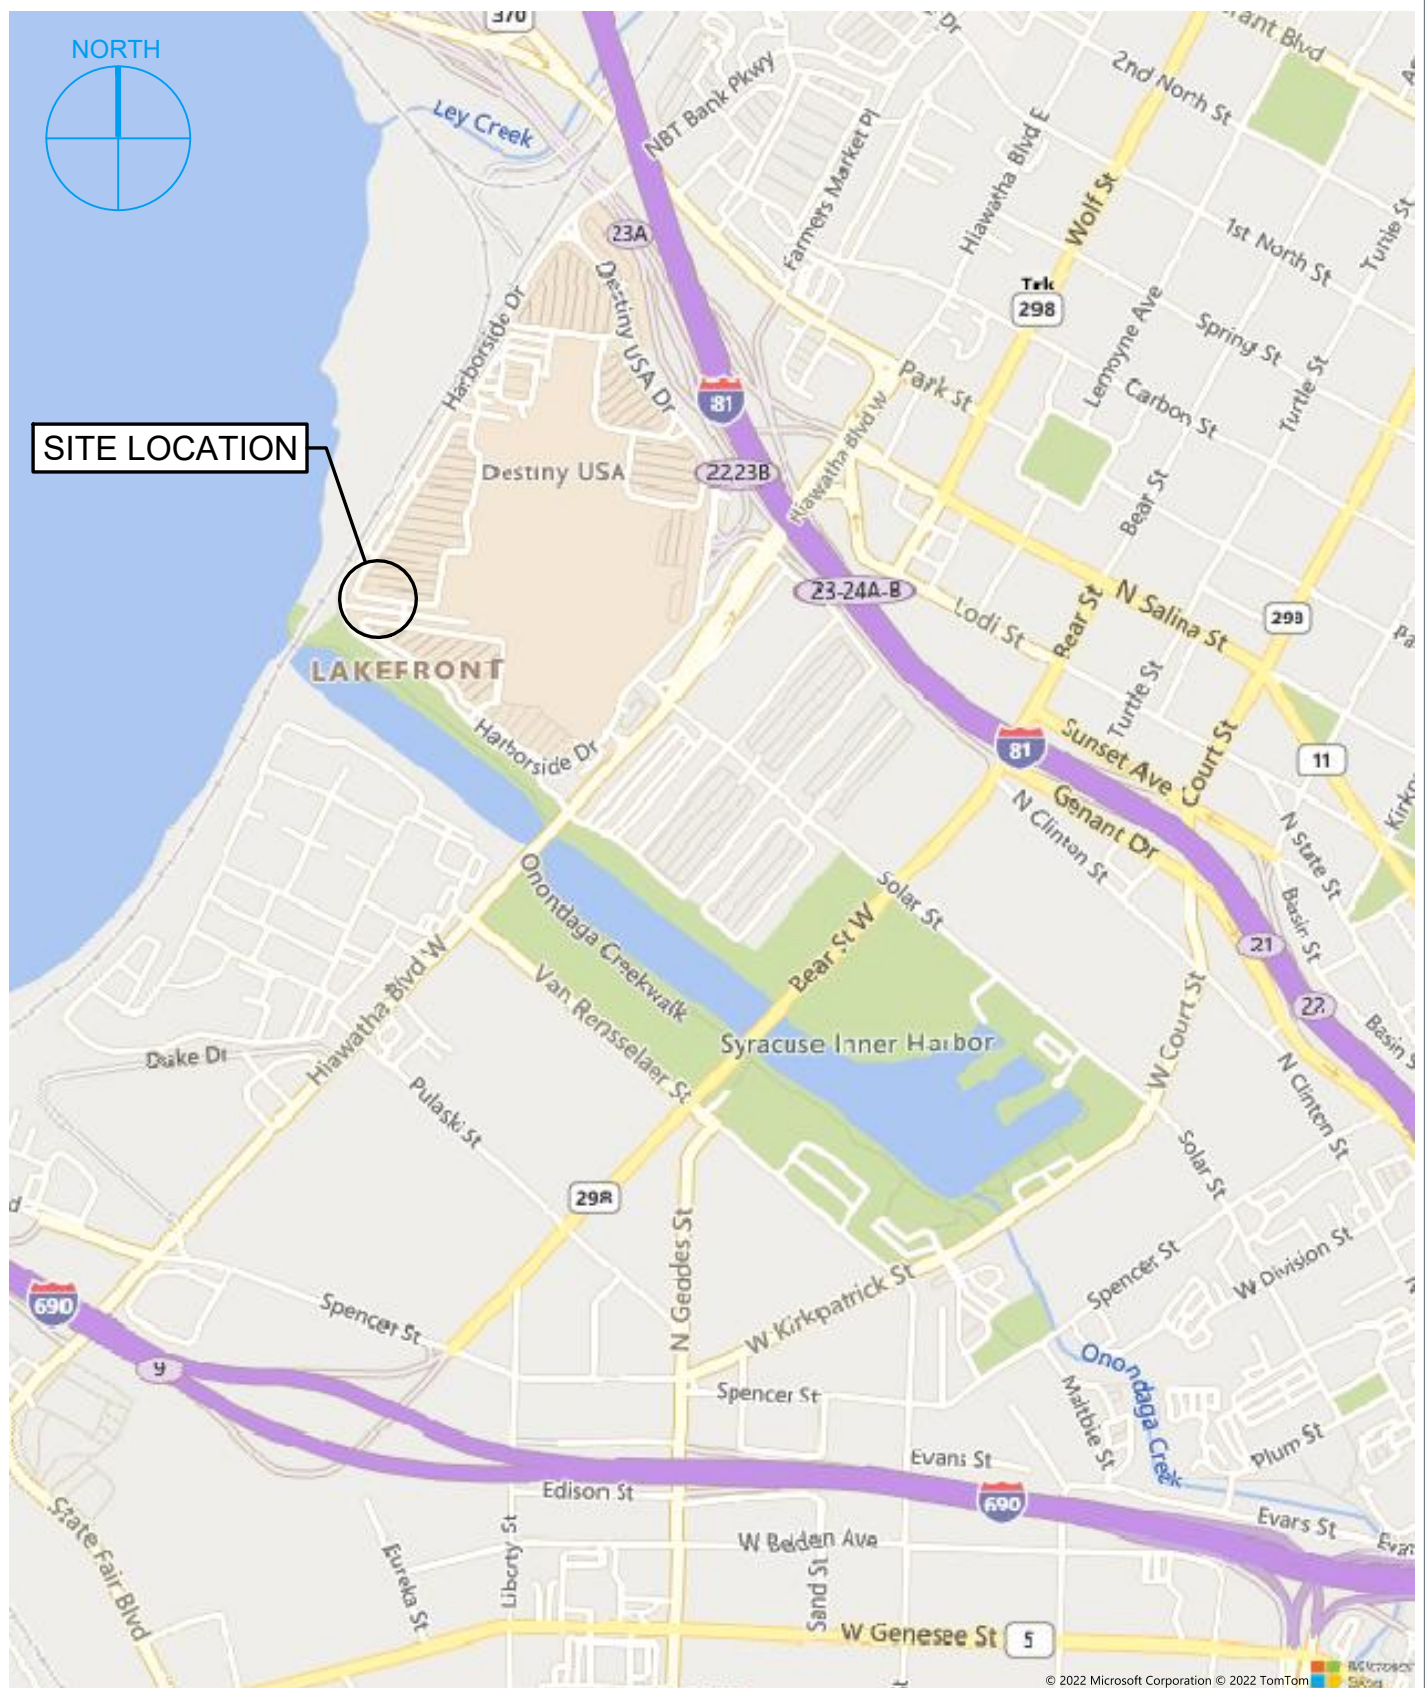 370
NORTH
Ley Creek
NBT Bank Pkwy
Dr
2nd North St
Farmers Market Pl
Hiawatha Blvd E
Wolf St
Turtle St
1st North St
23A
Destiny USA Dr
Harborside Dr
298
Lemoyne Ave
Spring St
Park St
Carbon St
Turtle St
81
SITE LOCATION
Destiny USA
2223B
Hiawatha Blvd W
Bear St
23-24A-B
Lodi St
Bear St
N Salina St
LAKEFRONT
Turtle St
Harborside Dr
81
Sunset Ave
Court St
11
Genant Dr
N Clinton St
N State St
Onondaga Creekwalk
Solar St
Basin St
Bear St W
21
Hiawatha Blvd W
Van Rensselaer St
W Court St
Syracuse Inner Harbor
Basin S
Pulaski St
N Clinton St
Solar St
298
N Geddes St
Spencer St
W Division St
690
Spencer St
W Kirkpatrick St
9
Onondaga Creek
Spencer St
Maltbie St
Plum St
Evans St
Edison St
690
State Fair Blvd
Liberty St
W Belden Ave
Eureka St
Sand St
W Genesee St
5
© 2022 Microsoft Corporation © 2022 TomTom